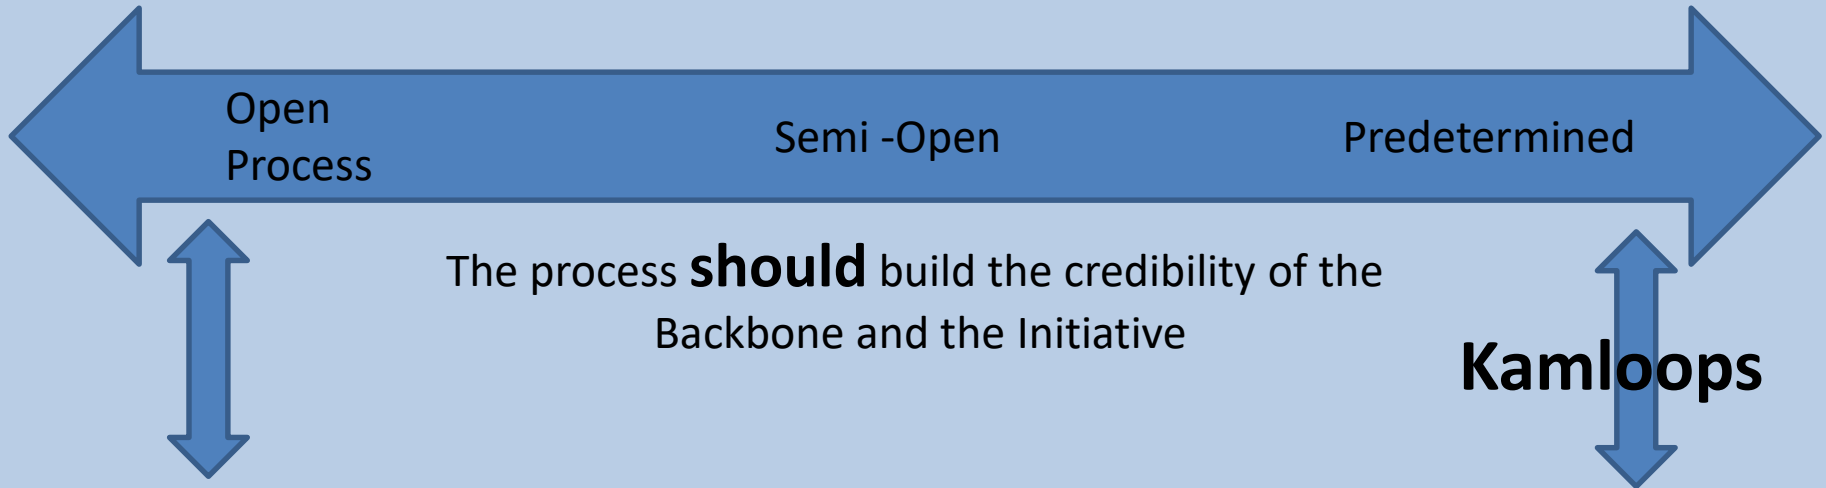 Open
Process
Semi -Open
Predetermined
The process should build the credibility of the
Backbone and the Initiative
Kamloops